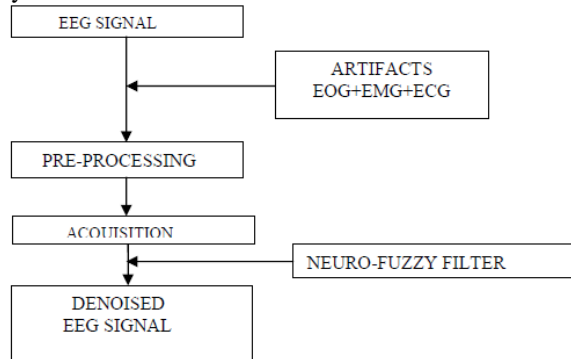 y
EEG SIGNAL
ARTIFACTS
EOG+EMG+ECG
PRE-PROCESSING
ACQUISITION
NEURO-FUZZY FILTER
DENOISED
EEG SIGNAL